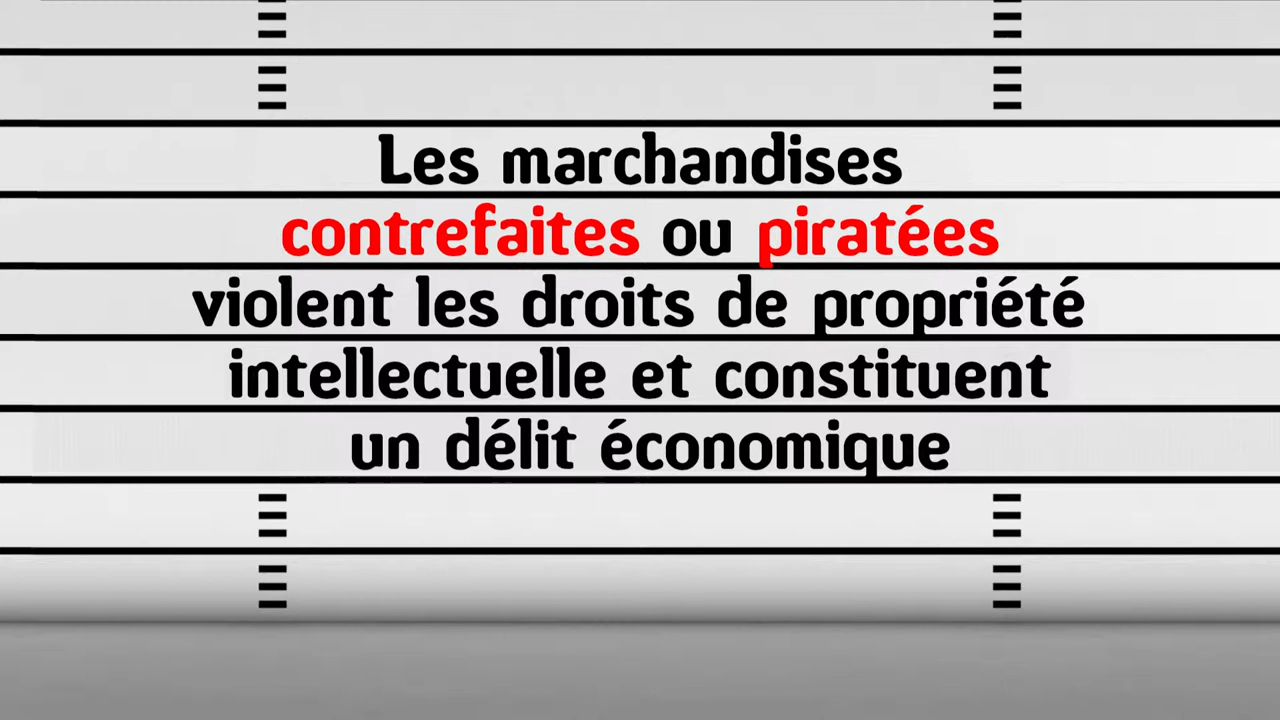 Les marchandises
contrefaites ou piratées
violent les droits de propriété
intellectuelle et constituent
un délit économique